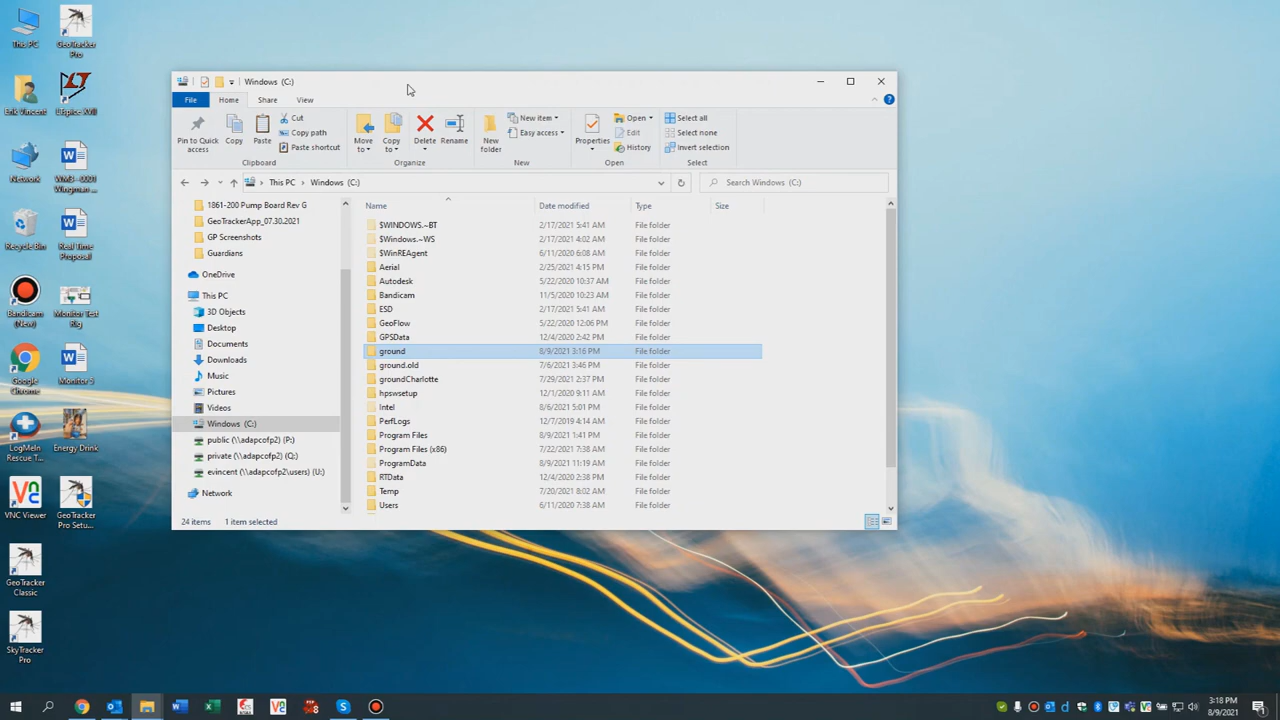 This PC
GeoTracker
Pro
Erik Vincent
LTspice XVII
Network
WM3 - 0001
Wingman ...
Recycle Bin
Real Time
Proposal
Bandicam
(New)
Monitor Test
Rig
Google
Chrome
Monitor 5
LogMeIn
Rescue T...
Energy Drink
VNC Viewer
GeoTracker
Pro Setu...
GeoTracker
Classic
SkyTracker
Pro
Windows (C:)
File
Home
Share
View
Pin to Quick
access
Copy
Paste
Cut
Copy path
Paste shortcut
Clipboard
Move
to
Copy
to
Delete
Rename
Organize
New
folder
New item
Easy access
New
Properties
Open
Edit
History
Open
Select all
Select none
Invert selection
Select
This PC > Windows (C:)
Search Windows (C:)
1861-200 Pump Board Rev G
GeoTrackerApp_07.30.2021
GP Screenshots
Guardians
OneDrive
This PC
3D Objects
Desktop
Documents
Downloads
Music
Pictures
Videos
Windows (C:)
public (\\adapcofp2) (P:)
private (\\adapcofp2) (Q:)
evincent (\\adapcofp2\users) (U:)
Network
Name Date modified Type Size
$WINDOWS.~BT 2/17/2021 5:41 AM File folder
$Windows.~WS 2/17/2021 4:02 AM File folder
$WinREAgent 6/11/2020 6:08 AM File folder
Aerial 2/25/2021 4:15 PM File folder
Autodesk 5/22/2020 10:37 AM File folder
Bandicam 11/5/2020 10:23 AM File folder
ESD 2/17/2021 5:41 AM File folder
GeoFlow 5/22/2020 12:06 PM File folder
GPSData 12/4/2020 2:42 PM File folder
ground 8/9/2021 3:16 PM File folder
ground.old 7/6/2021 3:46 PM File folder
groundCharlotte 7/29/2021 2:37 PM File folder
hpswsetup 12/1/2020 9:11 AM File folder
Intel 8/6/2021 5:01 PM File folder
PerfLogs 12/7/2019 4:14 AM File folder
Program Files 8/9/2021 1:41 PM File folder
Program Files (x86) 7/22/2021 7:38 AM File folder
ProgramData 8/9/2021 11:19 AM File folder
RTData 12/4/2020 2:38 PM File folder
Temp 7/20/2021 8:02 AM File folder
Users 6/11/2020 7:38 AM File folder
24 items 1 item selected
3:18 PM
8/9/2021